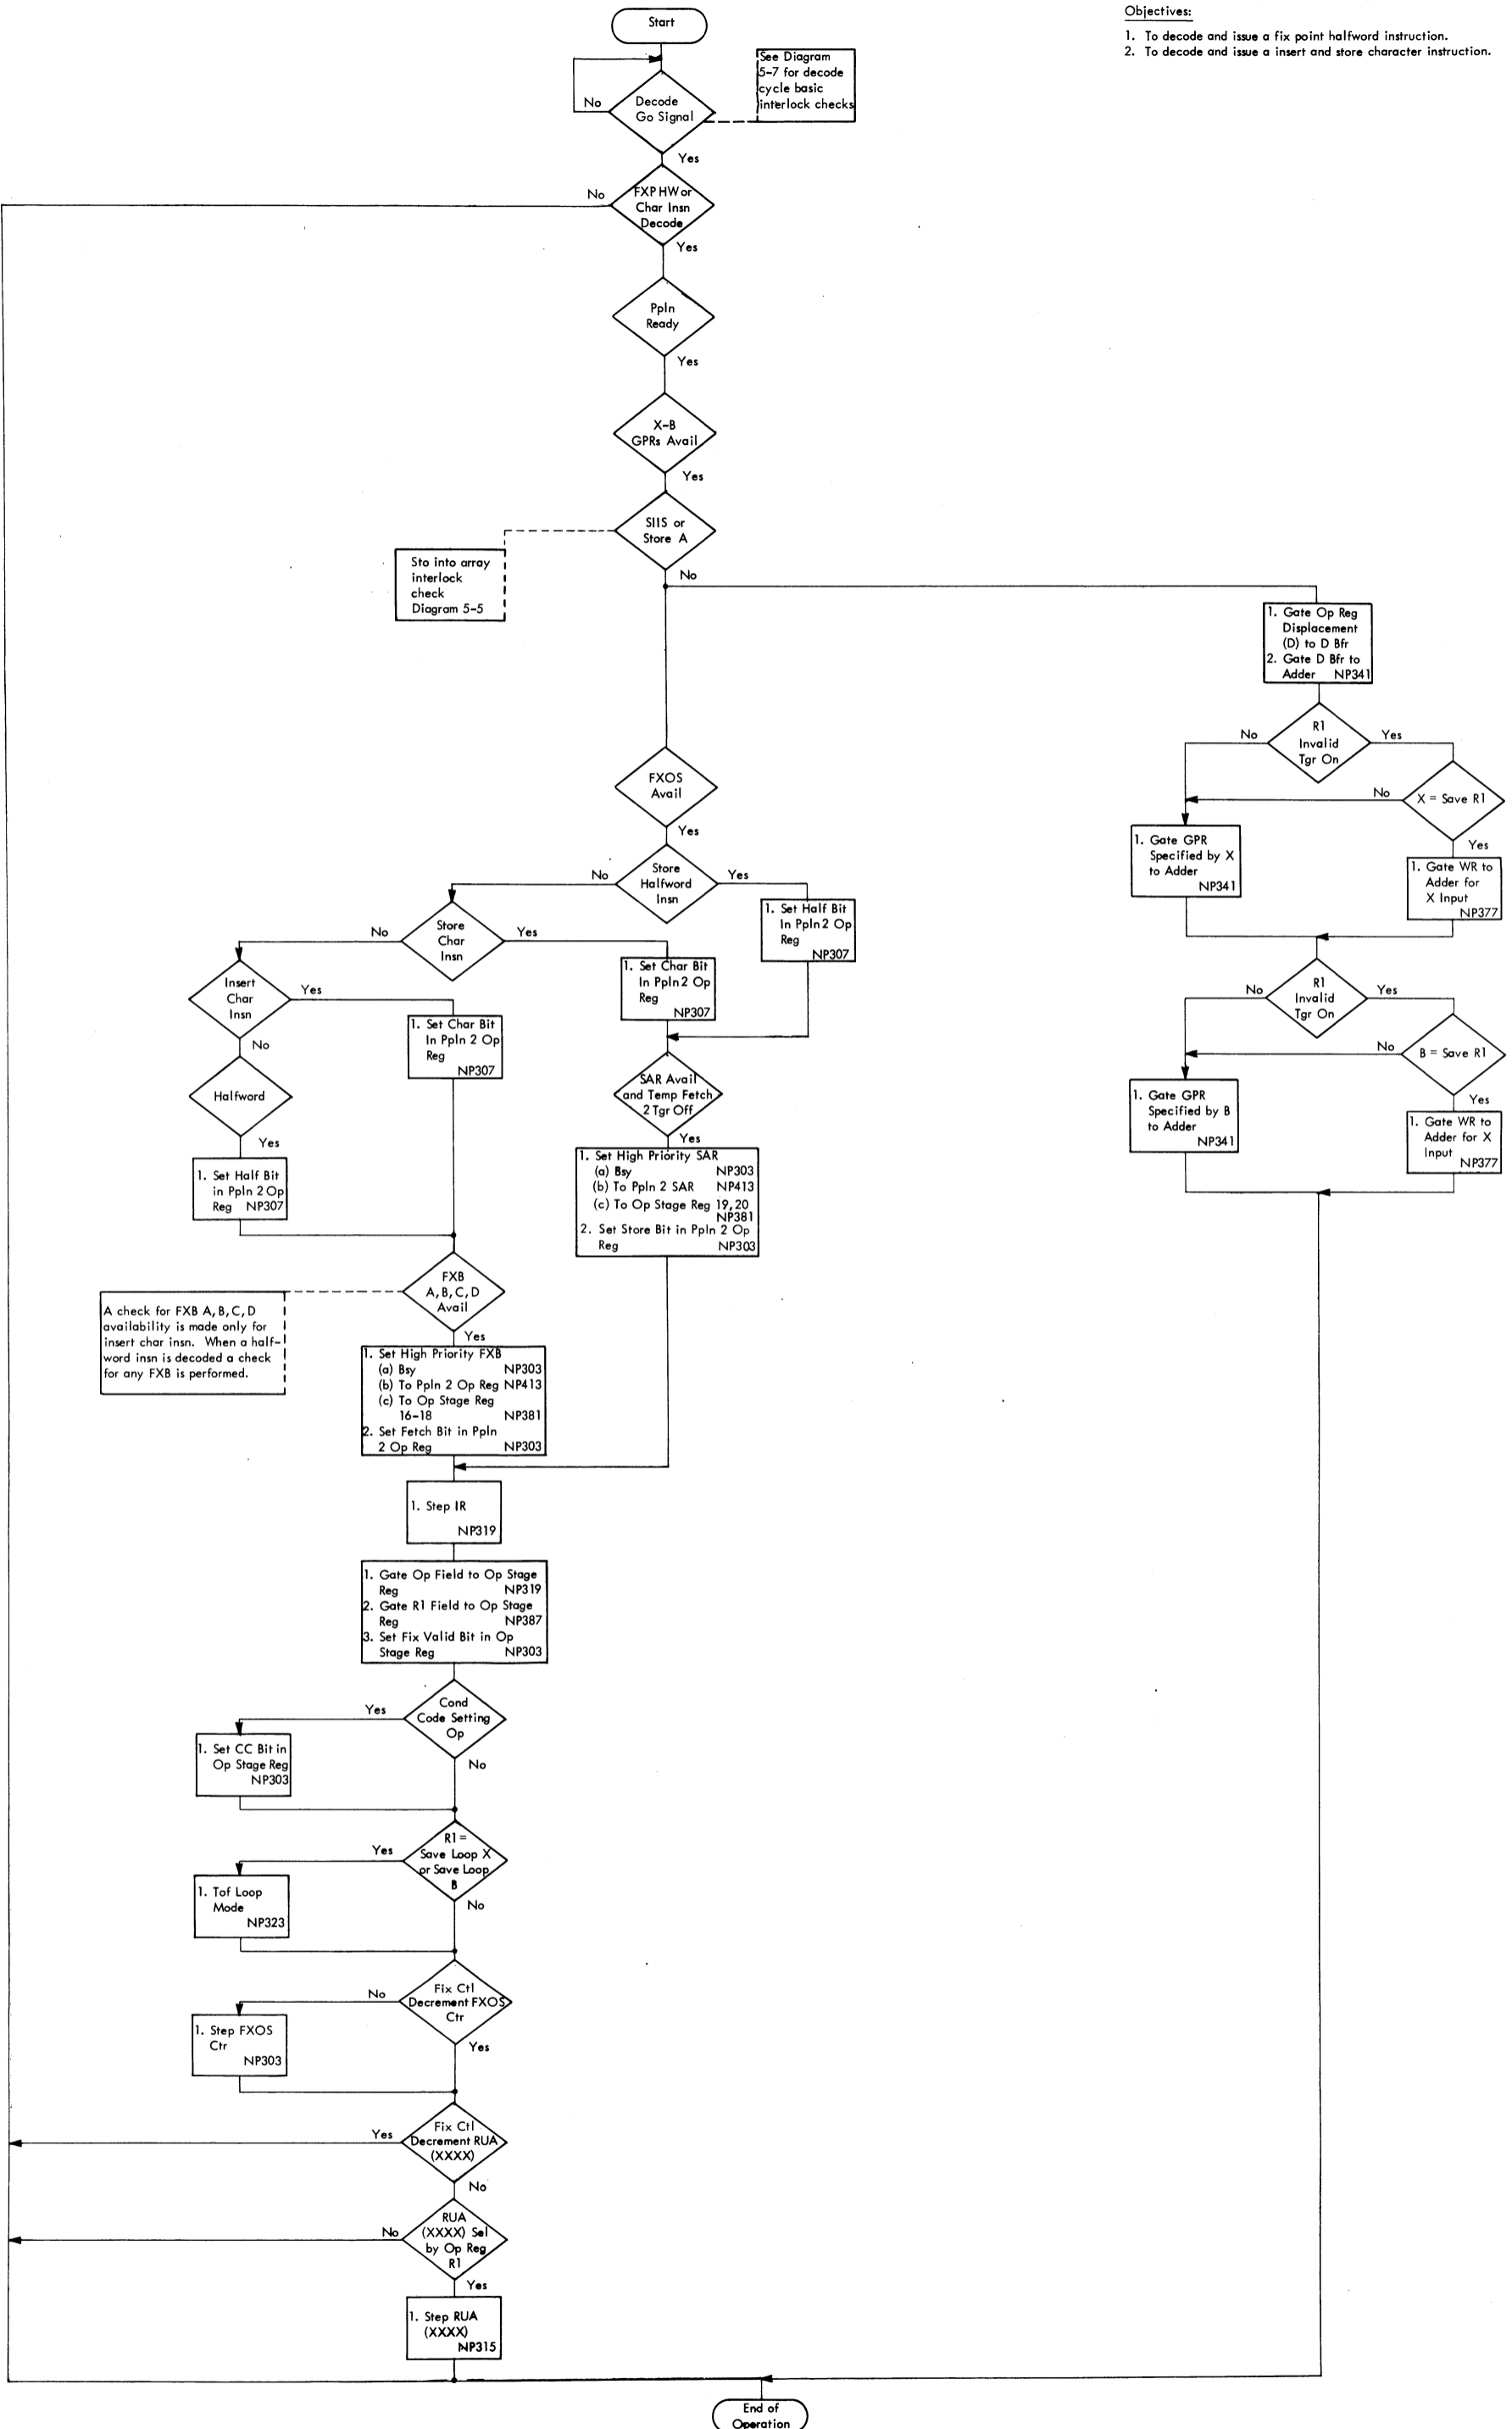 Objectives:
1. To decode and issue a fix point halfword instruction.
2. To decode and issue a insert and store character instruction.
Start
See Diagram
5-7 for decode
cycle basic
interlock checks
Decode
Go Signal
No
Yes
FXP HW or
Char Insn
Decode
No
Yes
Ppln
Ready
Yes
X-B
GPRs Avail
Yes
SIIS or
Store A
No
Sto into array
interlock
check
Diagram 5-5
1. Gate Op Reg
Displacement
(D) to D Bfr
2. Gate D Bfr to
Adder NP341
R1
Invalid
Tgr On
No
Yes
X = Save R1
No
Yes
1. Gate GPR
Specified by X
to Adder
NP341
1. Gate WR to
Adder for
X Input
NP377
R1
Invalid
Tgr On
No
Yes
B = Save R1
No
Yes
1. Gate GPR
Specified by B
to Adder
NP341
1. Gate WR to
Adder for X
Input
NP377
FXOS
Avail
Yes
Store
Halfword
Insn
No
Yes
1. Set Half Bit
In Ppln 2 Op
Reg
NP307
Store
Char
Insn
No
Yes
1. Set Char Bit
In Ppln 2 Op
Reg
NP307
Insert
Char
Insn
Yes
No
1. Set Char Bit
In Ppln 2 Op
Reg
NP307
Halfword
Yes
1. Set Half Bit
in Ppln 2 Op
Reg NP307
SAR Avail
and Temp Fetch
2 Tgr Off
Yes
1. Set High Priority SAR
(a) Bsy NP303
(b) To Ppln 2 SAR NP413
(c) To Op Stage Reg 19,20
NP381
2. Set Store Bit in Ppln 2 Op
Reg NP303
FXB
A,B,C,D
Avail
Yes
A check for FXB A,B,C,D
availability is made only for
insert char insn. When a half-
word insn is decoded a check
for any FXB is performed.
1. Set High Priority FXB
(a) Bsy NP303
(b) To Ppln 2 Op Reg NP413
(c) To Op Stage Reg
16-18 NP381
2. Set Fetch Bit in Ppln
2 Op Reg NP303
1. Step IR
NP319
1. Gate Op Field to Op Stage
Reg NP319
2. Gate R1 Field to Op Stage
Reg NP387
3. Set Fix Valid Bit in Op
Stage Reg NP303
Cond
Code Setting
Op
Yes
No
1. Set CC Bit in
Op Stage Reg
NP303
R1 =
Save Loop X
or Save Loop
B
Yes
No
1. Tof Loop
Mode
NP323
Fix Ctl
Decrement FXOS
Ctr
No
Yes
1. Step FXOS
Ctr
NP303
Fix Ctl
Decrement RUA
(XXXX)
Yes
No
RUA
(XXXX) Sel
by Op Reg
R1
No
Yes
1. Step RUA
(XXXX)
NP315
End of
Operation